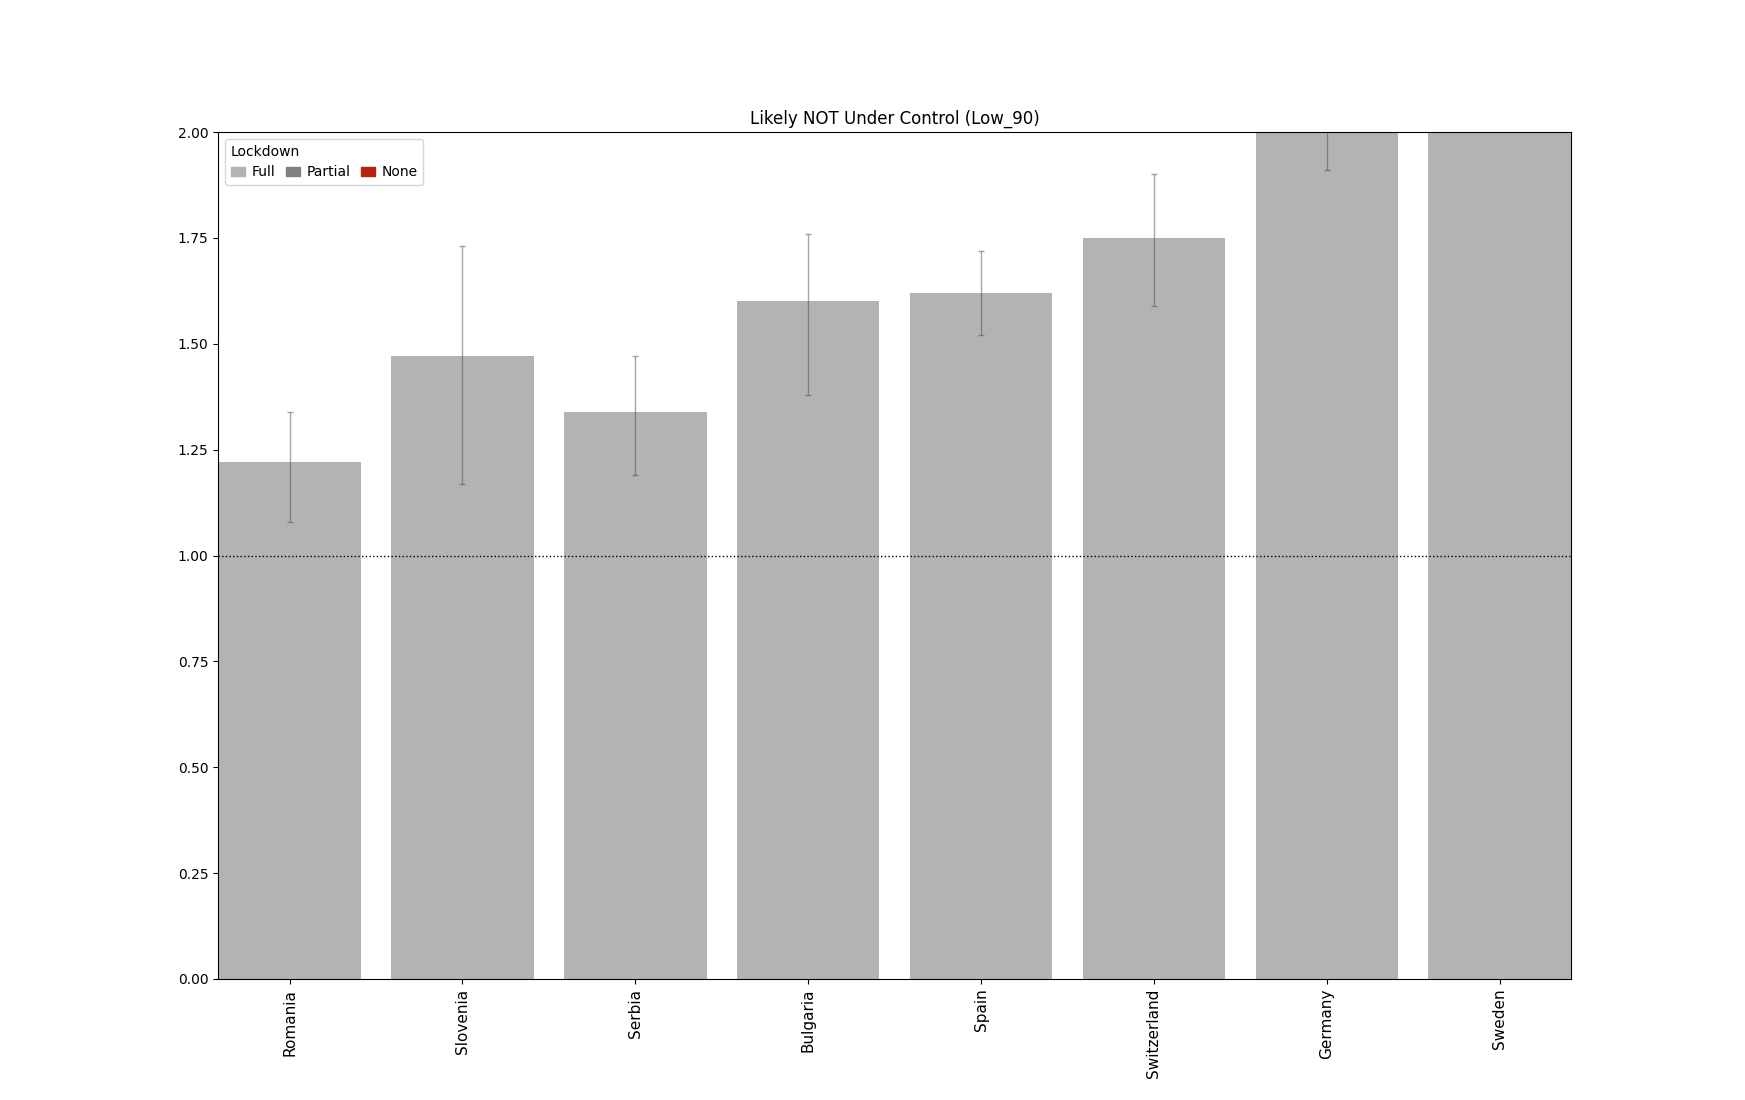 Likely NOT Under Control (Low_90)
Lockdown
Full Partial None
2.00
1.75
1.50
1.25
1.00
0.75
0.50
0.25
0.00
Romania
Slovenia
Serbia
Bulgaria
Spain
Switzerland
Germany
Sweden